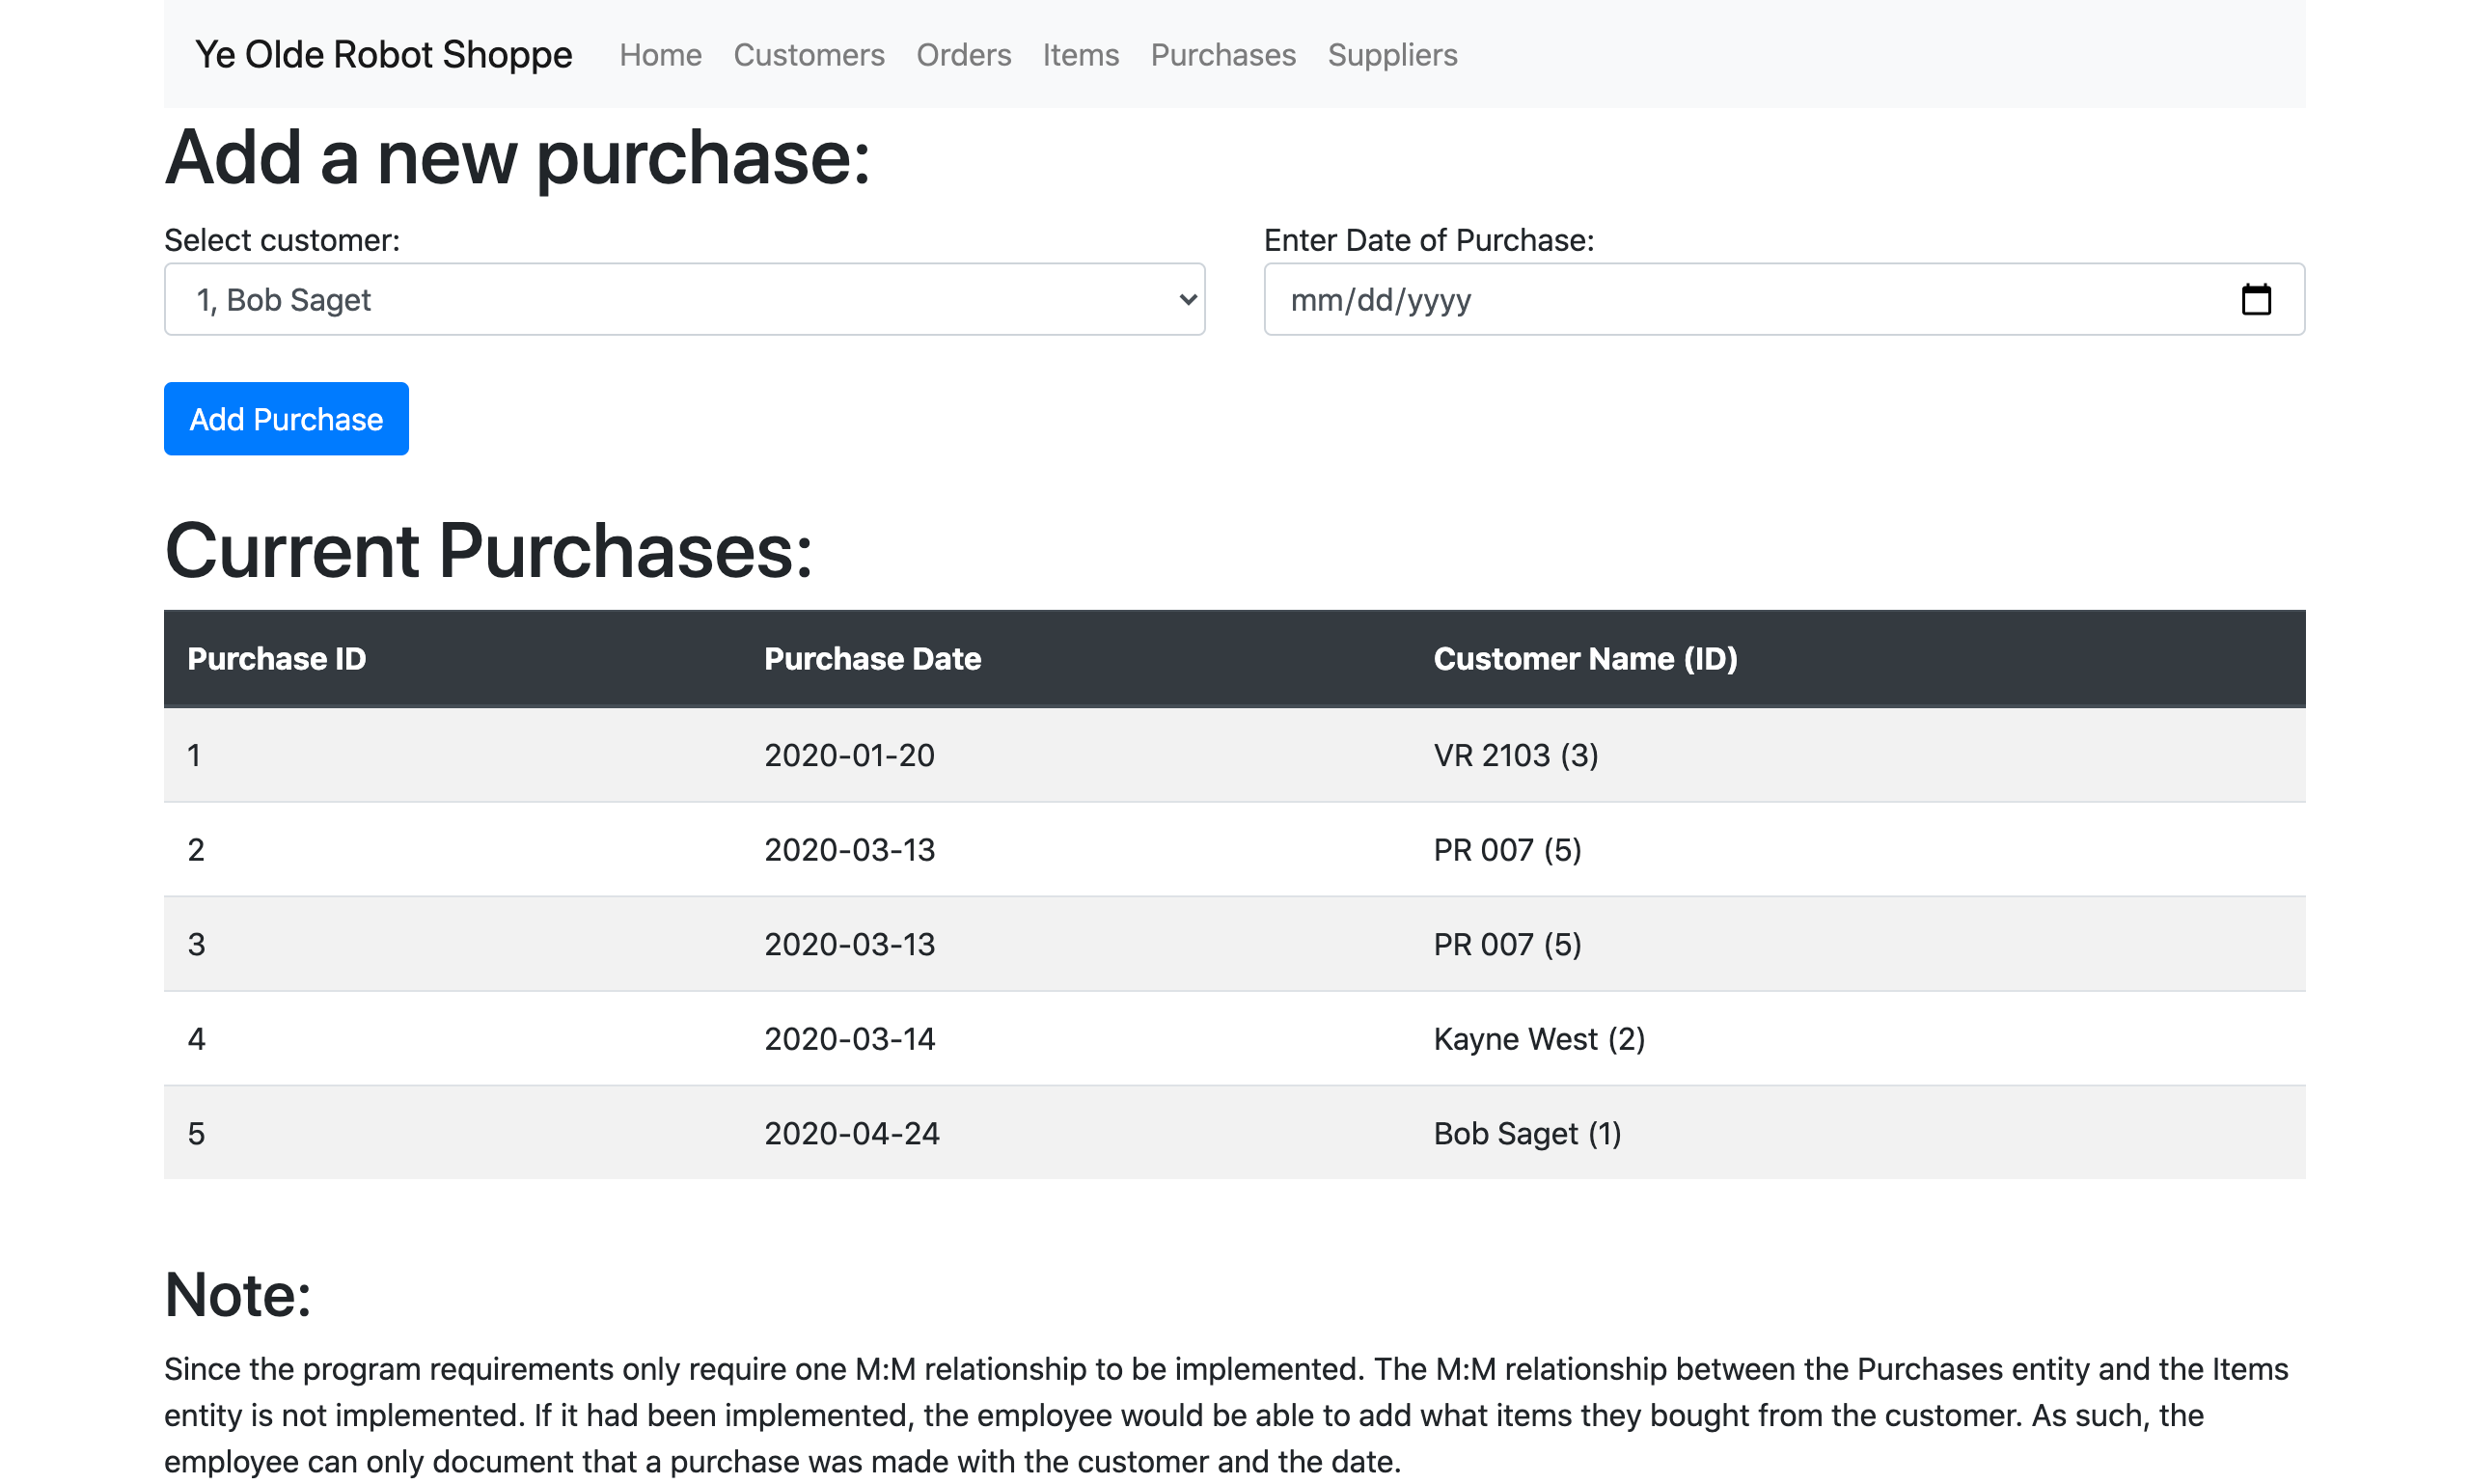 Ye Olde Robot Shoppe Home Customers Orders Items Purchases Suppliers
Add a new purchase:
Select customer: Enter Date of Purchase:
1, Bob Saget mm/dd/yyyy
Add Purchase
Current Purchases:
Purchase ID Purchase Date Customer Name (ID)
1 2020-01-20 VR 2103 (3)
2 2020-03-13 PR 007 (5)
3 2020-03-13 PR 007 (5)
4 2020-03-14 Kayne West (2)
5 2020-04-24 Bob Saget (1)
Note:
Since the program requirements only require one M:M relationship to be implemented. The M:M relationship between the Purchases entity and the Items
entity is not implemented. If it had been implemented, the employee would be able to add what items they bought from the customer. As such, the
employee can only document that a purchase was made with the customer and the date.